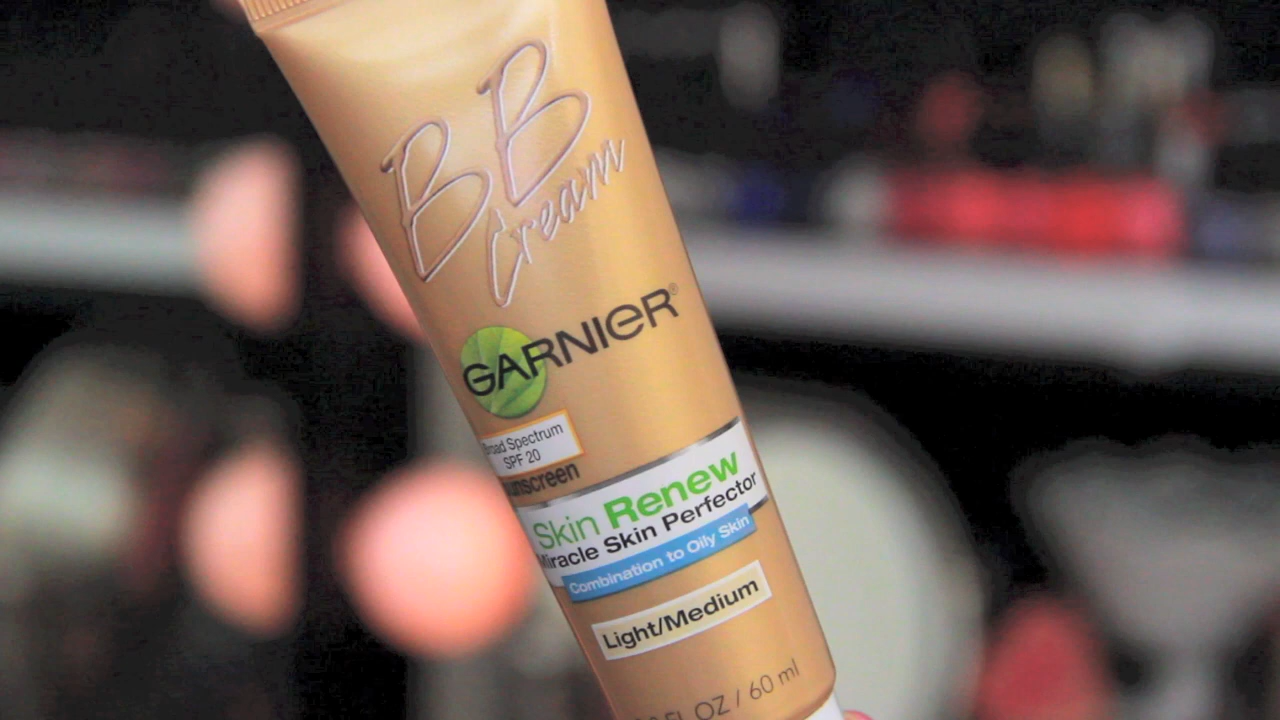 BB
Cream
GARNIER®
Broad Spectrum
SPF 20
Sunscreen
Skin Renew
Miracle Skin Perfector
Combination to Oily Skin
Light/Medium
FL OZ / 60 ml